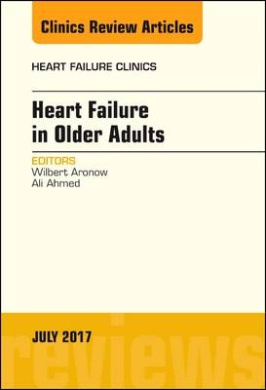 Clinics Review Articles
HEART FAILURE CLINICS
Heart Failure
in Older Adults
EDITORS
Wilbert Aronow
Ali Ahmed
JULY 2017
reviews